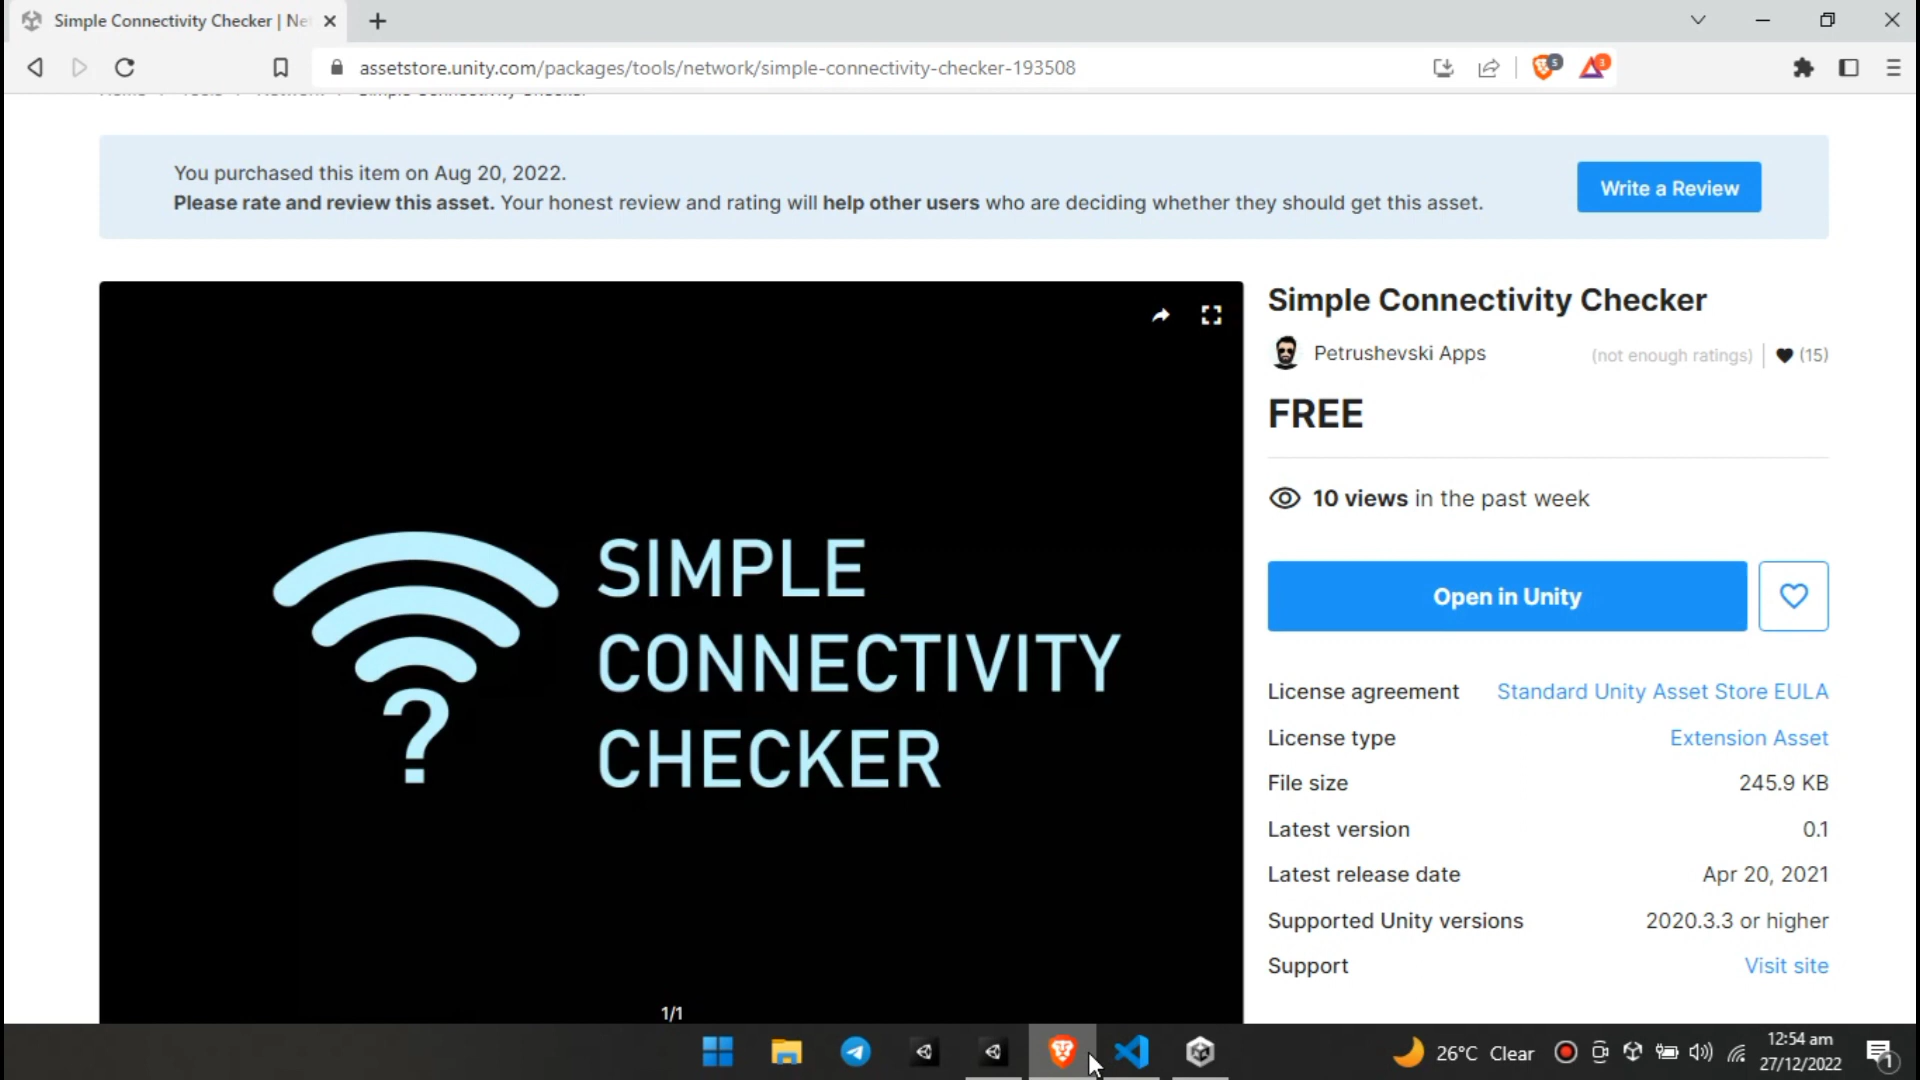 Simple Connectivity Checker | Ne
assetstore.unity.com/packages/tools/network/simple-connectivity-checker-193508
5
3
Simple Connectivity Checker
You purchased this item on Aug 20, 2022.
Please rate and review this asset. Your honest review and rating will help other users who are deciding whether they should get this asset.
Write a Review
SIMPLE
CONNECTIVITY
CHECKER
?
1/1
Simple Connectivity Checker
Petrushevski Apps
(not enough ratings)
(15)
FREE
10 views in the past week
Open in Unity
License agreement Standard Unity Asset Store EULA
License type Extension Asset
File size 245.9 KB
Latest version 0.1
Latest release date Apr 20, 2021
Supported Unity versions 2020.3.3 or higher
Support Visit site
26°C Clear
12:54 am
27/12/2022
1